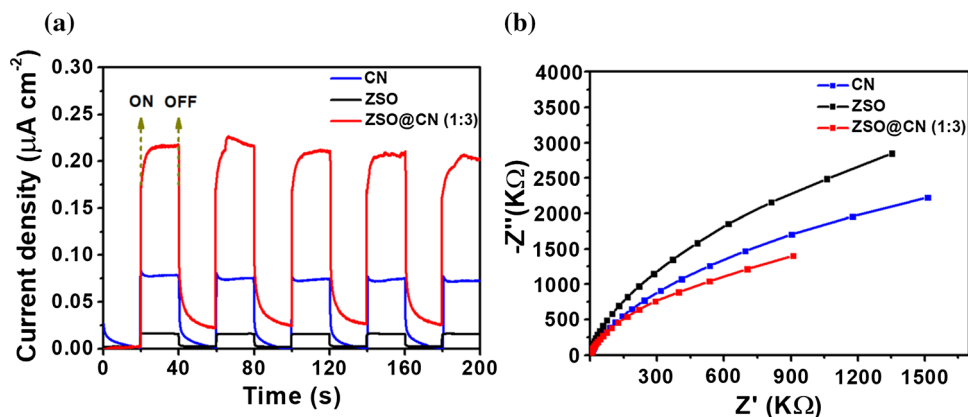 (a)
Current density (μA cm⁻²)
0.30
0.25
0.20
0.15
0.10
0.05
0.00
ON OFF
CN
ZSO
ZSO@CN (1:3)
0 40 80 120 160 200
Time (s)
(b)
-Z''(KΩ)
4000
3500
3000
2500
2000
1500
1000
500
0
CN
ZSO
ZSO@CN (1:3)
300 600 900 1200 1500
Z' (KΩ)